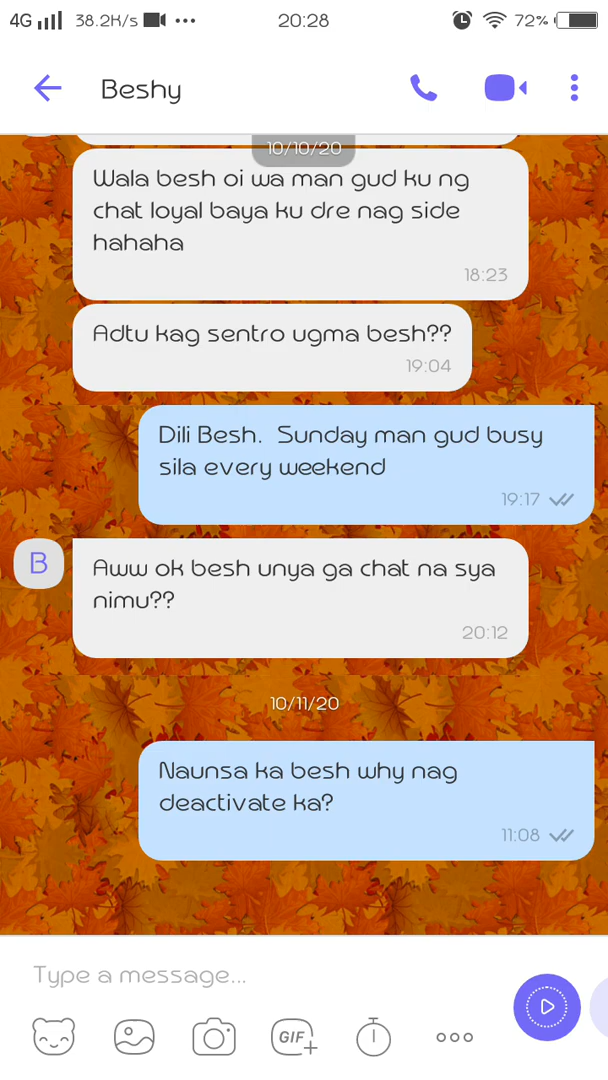 4G 38.2K/s 20:28 72%
Beshy
10/10/20
Wala besh oi wa man gud ku ng
chat loyal baya ku dre nag side
hahaha
18:23
Adtu kag sentro ugma besh??
19:04
Dili Besh. Sunday man gud busy
sila every weekend
19:17
B
Aww ok besh unya ga chat na sya
nimu??
20:12
10/11/20
Naunsa ka besh why nag
deactivate ka?
11:08
Type a message...
GIF